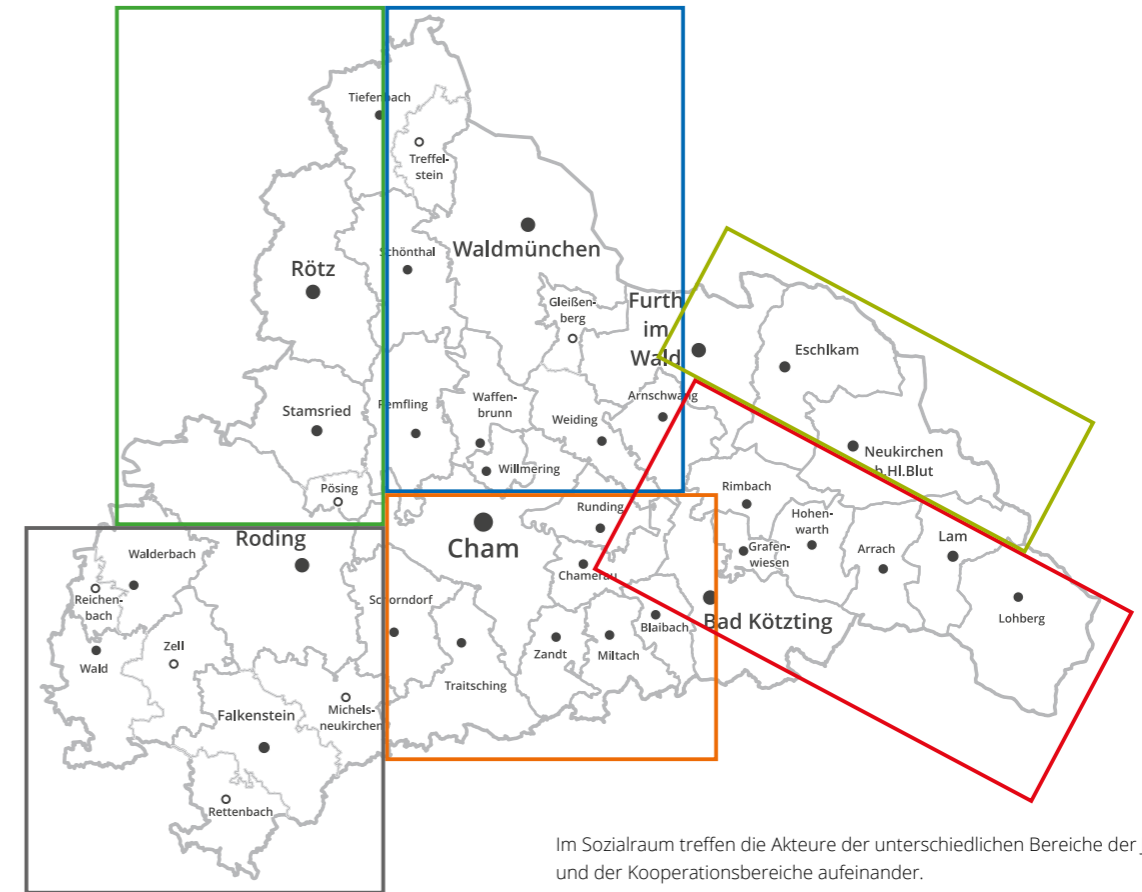 Tiefenbach
Treffel-
stein
Waldmünchen
Schönthal
Rötz
Gleißen-
berg
Furth
im
Wald
Eschlkam
Stamsried
Pemfling
Waffen-
brunn
Weiding
Arnschwang
Willmering
Neukirchen
b.Hl.Blut
Pösing
Rimbach
Runding
Hohen-
warth
Roding
Cham
Grafen-
wiesen
Arrach
Lam
Walderbach
Chamerau
Reichen-
bach
Schorndorf
Blaibach
Bad Kötzting
Lohberg
Zell
Wald
Zandt
Miltach
Traitsching
Michels-
neukirchen
Falkenstein
Rettenbach
Im Sozialraum treffen die Akteure der unterschiedlichen Bereiche der
und der Kooperationsbereiche aufeinander.